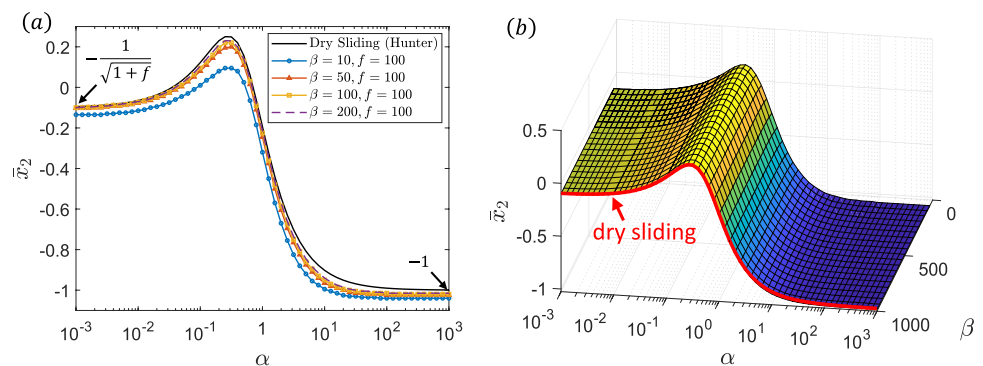 (a)
0.2
0
-0.2
-0.4
-0.6
-0.8
-1
x̄₂
−1/√(1 + f)
Dry Sliding (Hunter)
β = 10, f = 100
β = 50, f = 100
β = 100, f = 100
β = 200, f = 100
−1
10⁻³ 10⁻² 10⁻¹ 1 10¹ 10² 10³
α
(b)
0.5
0
-0.5
-1
x̄₂
dry sliding
10⁻³ 10⁻² 10⁻¹ 10⁰ 10¹ 10² 10³
α
0
500
1000
β